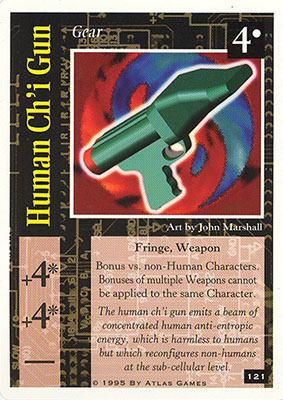 Human Ch'i Gun
Gear
4•
Art by John Marshall
+4*
+4*
—
Fringe, Weapon
Bonus vs. non-Human Characters.
Bonuses of multiple Weapons cannot
be applied to the same Character.
The human ch'i gun emits a beam of
concentrated human anti-entropic
energy, which is harmless to humans
but which reconfigures non-humans
at the sub-cellular level.
© 1995 By Atlas Games
121